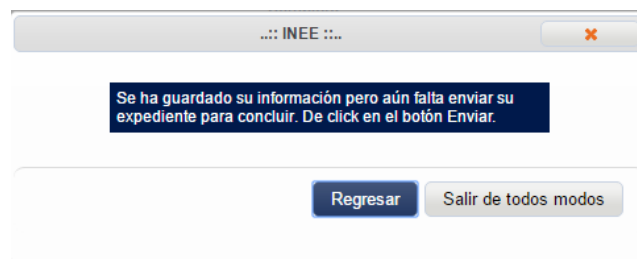 ..:: INEE ::..
Se ha guardado su información pero aún falta enviar su
expediente para concluir. De click en el botón Enviar.
Regresar Salir de todos modos